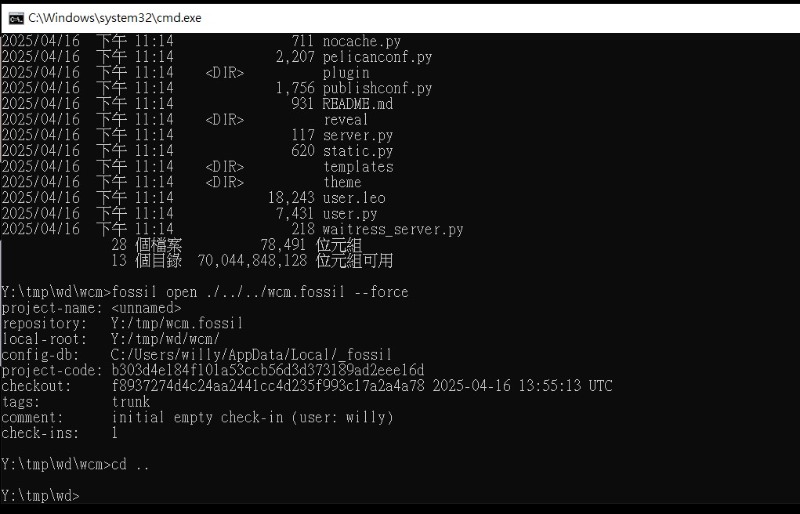 C:\Windows\system32\cmd.exe
2025/04/16 下午 11:14 711 nocache.py
2025/04/16 下午 11:14 2,207 pelicanconf.py
2025/04/16 下午 11:14 <DIR> plugin
2025/04/16 下午 11:14 1,756 publishconf.py
2025/04/16 下午 11:14 931 README.md
2025/04/16 下午 11:14 <DIR> reveal
2025/04/16 下午 11:14 117 server.py
2025/04/16 下午 11:14 620 static.py
2025/04/16 下午 11:14 <DIR> templates
2025/04/16 下午 11:14 <DIR> theme
2025/04/16 下午 11:14 18,243 user.leo
2025/04/16 下午 11:14 7,431 user.py
2025/04/16 下午 11:14 218 waitress_server.py
28 個檔案 78,491 位元組
13 個目錄 70,044,848,128 位元組可用
Y:\tmp\wd\wcm>fossil open ./../../wcm.fossil --force
project-name: <unnamed>
repository: Y:/tmp/wcm.fossil
local-root: Y:/tmp/wd/wcm/
config-db: C:/Users/willy/AppData/Local/_fossil
project-code: b303d4e184f101a53ccb56d3d373189ad2eee16d
checkout: f8937274d4c24aa2441cc4d235f993c17a2a4a78 2025-04-16 13:55:13 UTC
tags: trunk
comment: initial empty check-in (user: willy)
check-ins: 1
Y:\tmp\wd\wcm>cd ..
Y:\tmp\wd>